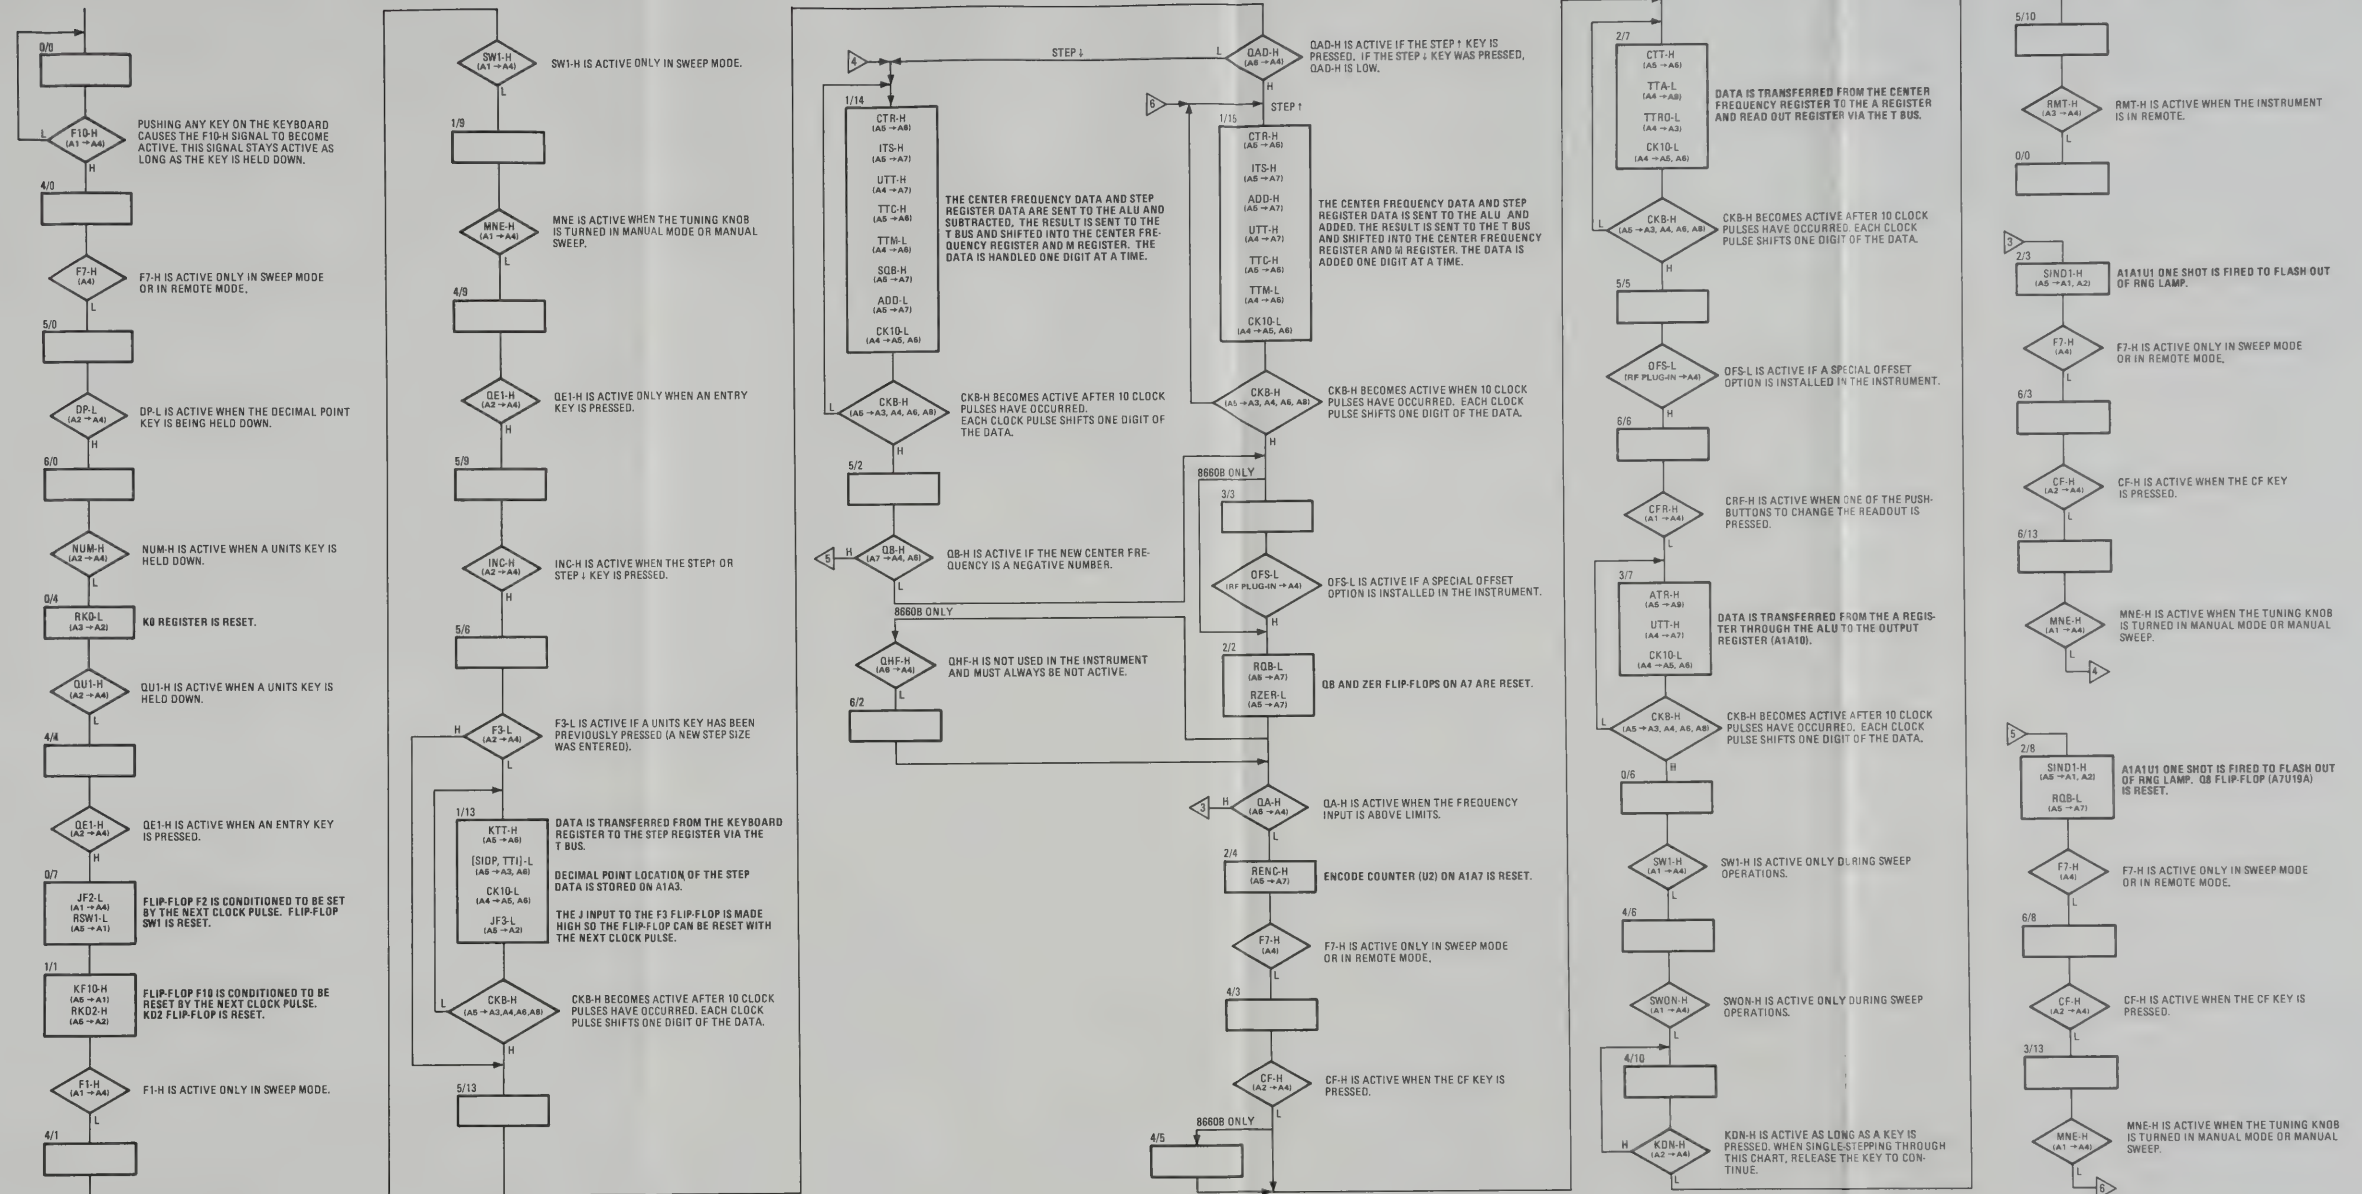 0/0
L
F10-H
(A1→A4)
H
PUSHING ANY KEY ON THE KEYBOARD
CAUSES THE F10-H SIGNAL TO BECOME
ACTIVE. THIS SIGNAL STAYS ACTIVE AS
LONG AS THE KEY IS HELD DOWN.
4/0
F7-H
(A4)
L
F7-H IS ACTIVE ONLY IN SWEEP MODE
OR IN REMOTE MODE.
5/0
DP-L
(A2→A4)
H
DP-L IS ACTIVE WHEN THE DECIMAL POINT
KEY IS BEING HELD DOWN.
6/0
NUM-H
(A2→A4)
L
NUM-H IS ACTIVE WHEN A UNITS KEY IS
HELD DOWN.
0/4
RK0-L
(A3→A2)
K0 REGISTER IS RESET.
QU1-H
(A2→A4)
L
QU1-H IS ACTIVE WHEN A UNITS KEY IS
HELD DOWN.
4/4
QE1-H
(A2→A4)
H
QE1-H IS ACTIVE WHEN AN ENTRY KEY
IS PRESSED.
0/7
JF2-L
(A1→A4)
RSW1-L
(A5→A1)
FLIP-FLOP F2 IS CONDITIONED TO BE SET
BY THE NEXT CLOCK PULSE. FLIP-FLOP
SW1 IS RESET.
1/1
KF10-H
(A5→A1)
RKD2-H
(A5→A2)
FLIP-FLOP F10 IS CONDITIONED TO BE
RESET BY THE NEXT CLOCK PULSE.
KD2 FLIP-FLOP IS RESET.
F1-H
(A1→A4)
L
F1-H IS ACTIVE ONLY IN SWEEP MODE.
4/1
SW1-H
(A1→A4)
L
SW1-H IS ACTIVE ONLY IN SWEEP MODE.
1/9
MNE-H
(A1→A4)
L
MNE IS ACTIVE WHEN THE TUNING KNOB
IS TURNED IN MANUAL MODE OR MANUAL
SWEEP.
4/9
QE1-H
(A2→A4)
H
QE1-H IS ACTIVE ONLY WHEN AN ENTRY
KEY IS PRESSED.
5/9
INC-H
(A2→A4)
H
INC-H IS ACTIVE WHEN THE STEP↑ OR
STEP↓ KEY IS PRESSED.
5/6
H
F3-L
(A2→A4)
L
F3-L IS ACTIVE IF A UNITS KEY HAS BEEN
PREVIOUSLY PRESSED (A NEW STEP SIZE
WAS ENTERED).
1/13
KTT-H
(A5→A6)
[SIDP, TTI]-L
(A5→A3, A6)
CK10-L
(A4→A5, A6)
JF3-L
(A5→A2)
DATA IS TRANSFERRED FROM THE KEYBOARD
REGISTER TO THE STEP REGISTER VIA THE
T BUS.
DECIMAL POINT LOCATION OF THE STEP
DATA IS STORED ON A1A3.
THE J INPUT TO THE F3 FLIP-FLOP IS MADE
HIGH SO THE FLIP-FLOP CAN BE RESET WITH
THE NEXT CLOCK PULSE.
L
CKB-H
(A5→A3,A4,A6,A8)
H
CKB-H BECOMES ACTIVE AFTER 10 CLOCK
PULSES HAVE OCCURRED. EACH CLOCK
PULSE SHIFTS ONE DIGIT OF THE DATA.
5/13
4
STEP↓
L
QAD-H
(A6→A4)
H
QAD-H IS ACTIVE IF THE STEP↑ KEY IS
PRESSED. IF THE STEP↓ KEY WAS PRESSED,
QAD-H IS LOW.
1/14
CTR-H
(A5→A6)
ITS-H
(A5→A7)
UTT-H
(A4→A7)
TTC-H
(A5→A6)
TTM-L
(A4→A6)
SQB-H
(A5→A7)
ADD-L
(A5→A7)
CK10-L
(A4→A5, A6)
THE CENTER FREQUENCY DATA AND STEP
REGISTER DATA ARE SENT TO THE ALU AND
SUBTRACTED. THE RESULT IS SENT TO THE
T BUS AND SHIFTED INTO THE CENTER FRE-
QUENCY REGISTER AND M REGISTER. THE
DATA IS HANDLED ONE DIGIT AT A TIME.
L
CKB-H
(A5→A3, A4, A6, A8)
H
CKB-H BECOMES ACTIVE AFTER 10 CLOCK
PULSES HAVE OCCURRED.
EACH CLOCK PULSE SHIFTS ONE DIGIT OF
THE DATA.
5/2
5
H
QB-H
(A7→A4, A6)
L
QB-H IS ACTIVE IF THE NEW CENTER FRE-
QUENCY IS A NEGATIVE NUMBER.
8660B ONLY
QHF-H
(A6→A4)
L
QHF-H IS NOT USED IN THE INSTRUMENT
AND MUST ALWAYS BE NOT ACTIVE.
6/2
6
STEP↑
1/15
CTR-H
(A5→A6)
ITS-H
(A5→A7)
ADD-H
(A5→A7)
UTT-H
(A4→A7)
TTC-H
(A5→A6)
TTM-L
(A4→A6)
CK10-L
(A4→A5, A6)
THE CENTER FREQUENCY DATA AND STEP
REGISTER DATA IS SENT TO THE ALU AND
ADDED. THE RESULT IS SENT TO THE T BUS
AND SHIFTED INTO THE CENTER FREQUENCY
REGISTER AND M REGISTER. THE DATA IS
ADDED ONE DIGIT AT A TIME.
L
CKB-H
(A5→A3, A4, A6, A8)
H
CKB-H BECOMES ACTIVE WHEN 10 CLOCK
PULSES HAVE OCCURRED. EACH CLOCK
PULSE SHIFTS ONE DIGIT OF THE DATA.
8660B ONLY
3/3
OFS-L
(RF PLUG-IN→A4)
H
OFS-L IS ACTIVE IF A SPECIAL OFFSET
OPTION IS INSTALLED IN THE INSTRUMENT.
2/2
RQB-L
(A5→A7)
RZER-L
(A5→A7)
QB AND ZER FLIP-FLOPS ON A7 ARE RESET.
3
H
QA-H
(A6→A4)
L
QA-H IS ACTIVE WHEN THE FREQUENCY
INPUT IS ABOVE LIMITS.
2/4
RENC-H
(A5→A7)
ENCODE COUNTER (U2) ON A1A7 IS RESET.
F7-H
(A4)
L
F7-H IS ACTIVE ONLY IN SWEEP MODE
OR IN REMOTE MODE.
4/3
CF-H
(A2→A4)
L
CF-H IS ACTIVE WHEN THE CF KEY IS
PRESSED.
8660B ONLY
4/5
2/7
CTT-H
(A5→A6)
TTA-L
(A4→A9)
TTRO-L
(A4→A3)
CK10-L
(A4→A5, A6)
DATA IS TRANSFERRED FROM THE CENTER
FREQUENCY REGISTER TO THE A REGISTER
AND READ OUT REGISTER VIA THE T BUS.
L
CKB-H
(A5→A3, A4, A6, A8)
H
CKB-H BECOMES ACTIVE AFTER 10 CLOCK
PULSES HAVE OCCURRED. EACH CLOCK
PULSE SHIFTS ONE DIGIT OF THE DATA.
5/5
OFS-L
(RF PLUG-IN→A4)
H
OFS-L IS ACTIVE IF A SPECIAL OFFSET
OPTION IS INSTALLED IN THE INSTRUMENT.
6/6
CFR-H
(A1→A4)
L
CRF-H IS ACTIVE WHEN ONE OF THE PUSH-
BUTTONS TO CHANGE THE READOUT IS
PRESSED.
3/7
ATR-H
(A5→A9)
UTT-H
(A4→A7)
CK10-L
(A4→A5, A6)
DATA IS TRANSFERRED FROM THE A REGIS-
TER THROUGH THE ALU TO THE OUTPUT
REGISTER (A1A10).
L
CKB-H
(A5→A3, A4, A6, A8)
H
CKB-H BECOMES ACTIVE AFTER 10 CLOCK
PULSES HAVE OCCURRED. EACH CLOCK
PULSE SHIFTS ONE DIGIT OF THE DATA.
0/6
SW1-H
(A1→A4)
L
SW1-H IS ACTIVE ONLY DURING SWEEP
OPERATIONS.
4/6
SWON-H
(A1→A4)
L
SWON-H IS ACTIVE ONLY DURING SWEEP
OPERATIONS.
4/10
H
KDN-H
(A2→A4)
L
KDN-H IS ACTIVE AS LONG AS A KEY IS
PRESSED. WHEN SINGLE-STEPPING THROUGH
THIS CHART, RELEASE THE KEY TO CON-
TINUE.
5/10
RMT-H
(A3→A4)
L
RMT-H IS ACTIVE WHEN THE INSTRUMENT
IS IN REMOTE.
0/0
3
2/3
SIND1-H
(A5→A1, A2)
A1A1U1 ONE SHOT IS FIRED TO FLASH OUT
OF RNG LAMP.
F7-H
(A4)
L
F7-H IS ACTIVE ONLY IN SWEEP MODE
OR IN REMOTE MODE.
6/3
CF-H
(A2→A4)
L
CF-H IS ACTIVE WHEN THE CF KEY
IS PRESSED.
6/13
MNE-H
(A1→A4)
L
MNE-H IS ACTIVE WHEN THE TUNING KNOB
IS TURNED IN MANUAL MODE OR MANUAL
SWEEP.
4
5
2/8
SIND1-H
(A5→A1, A2)
RQB-L
(A5→A7)
A1A1U1 ONE SHOT IS FIRED TO FLASH OUT
OF RNG LAMP. QB FLIP-FLOP (A7U19A)
IS RESET.
F7-H
(A4)
L
F7-H IS ACTIVE ONLY IN SWEEP MODE
OR IN REMOTE MODE.
6/8
CF-H
(A2→A4)
L
CF-H IS ACTIVE WHEN THE CF KEY IS
PRESSED.
3/13
MNE-H
(A1→A4)
L
MNE-H IS ACTIVE WHEN THE TUNING KNOB
IS TURNED IN MANUAL MODE OR MANUAL
SWEEP.
6